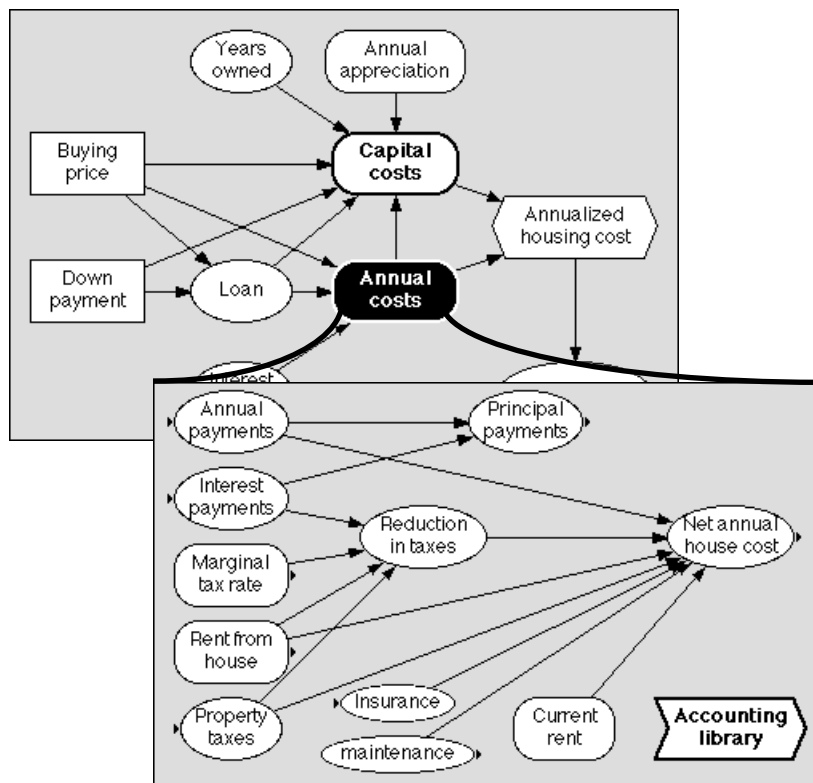 Years
owned
Annual
appreciation
Buying
price
Capital
costs
Annualized
housing cost
Down
payment
Loan
Annual
costs
Interest
Annual
payments
Principal
payments
Interest
payments
Reduction
in taxes
Net annual
house cost
Marginal
tax rate
Rent from
house
Property
taxes
Insurance
maintenance
Current
rent
Accounting
library